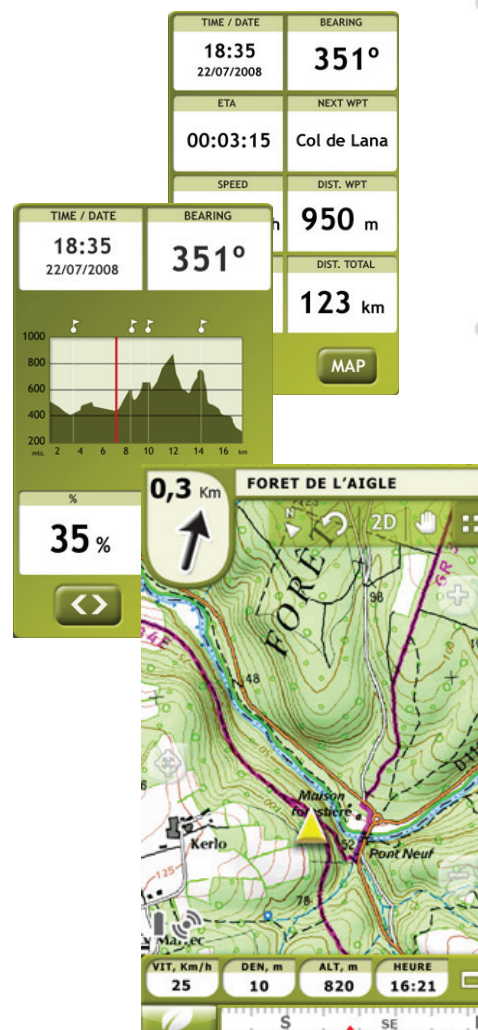 TIME / DATE BEARING
18:35 351º
22/07/2008
ETA NEXT WPT
00:03:15 Col de Lana
SPEED DIST. WPT
h 950 m
DIST. TOTAL
123 km
MAP
TIME / DATE BEARING
18:35 351º
22/07/2008
1000
800
600
400
200
mts. 2 4 6 8 10 12 14 16 km
%
35 %
0,3 Km FORET DE L'AIGLE
N 2D
FORÊT
GR
98
48
34E
D 11
Maison
forestière
52
Pont Neuf
Kerlo
125
78
VIT, Km/h DEN, m ALT, m HEURE
25 10 820 16:21
S SE